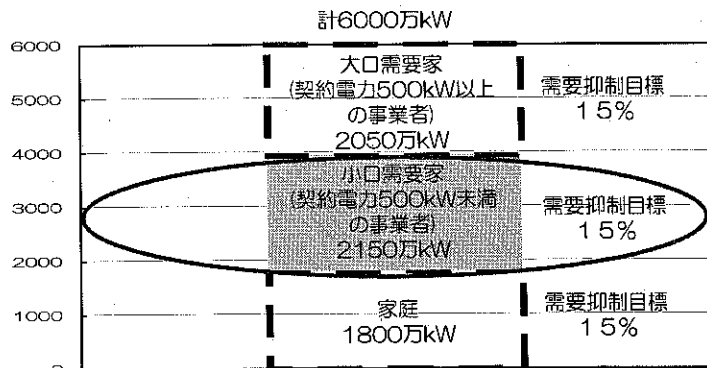 計6000万kW
6000
5000
4000
3000
2000
1000
0
大口需要家
(契約電力500kW以上
の事業者)
2050万kW
需要抑制目標
15%
小口需要家
(契約電力500kW未満
の事業者)
2150万kW
需要抑制目標
15%
家庭
1800万kW
需要抑制目標
15%